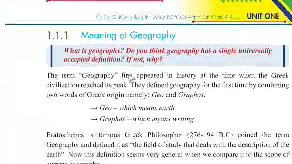 UNIT ONE
1.1.1 Meaning of Geography
What is geography? Do you think geography has a single universally
accepted definition? If not, why?
The term "Geography" first appeared in history at the time when the Greek
civilization reached its peak. They defined geography for the first time by combining
two words of Greek origin namely: Geo and Graphos.
→ Geo – which means earth
→ Graphos – which means writing
a famous Greek Philosopher (276- 94 B.C) coined the term
Geography and defined it as "the field of study that deals with the description of the
earth". Now this definition seems very general when we compare it to the scope of